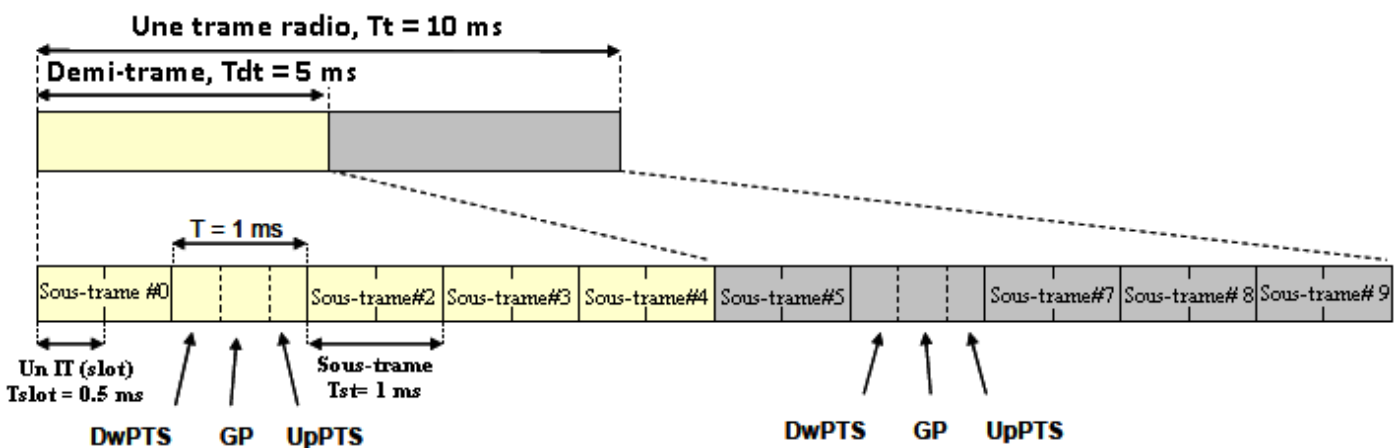 Une trame radio, Tt = 10 ms
Demi-trame, Tdt = 5 ms
T = 1 ms
Sous-trame #0
Sous-trame#2
Sous-trame#3
Sous-trame#4
Sous-trame#5
Sous-trame#7
Sous-trame# 8
Sous-trame# 9
Un IT (slot)
Tslot = 0.5 ms
Sous-trame
Tst= 1 ms
DwPTS
GP
UpPTS
DwPTS
GP
UpPTS